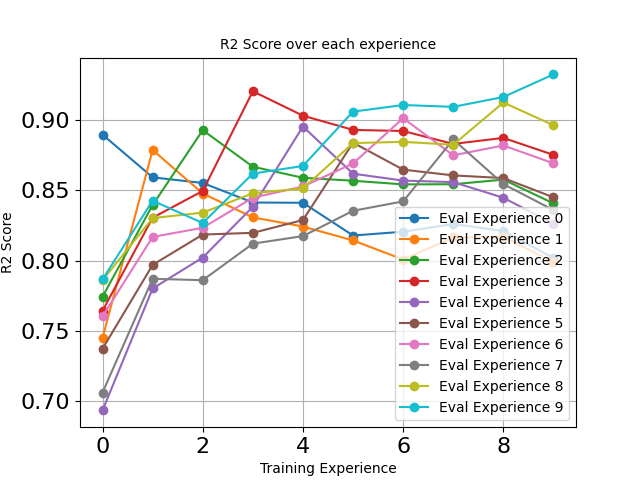 R2 Score over each experience
0.90
0.85
0.80
0.75
0.70
R2 Score
0 2 4 6 8
Training Experience
Eval Experience 0
Eval Experience 1
Eval Experience 2
Eval Experience 3
Eval Experience 4
Eval Experience 5
Eval Experience 6
Eval Experience 7
Eval Experience 8
Eval Experience 9